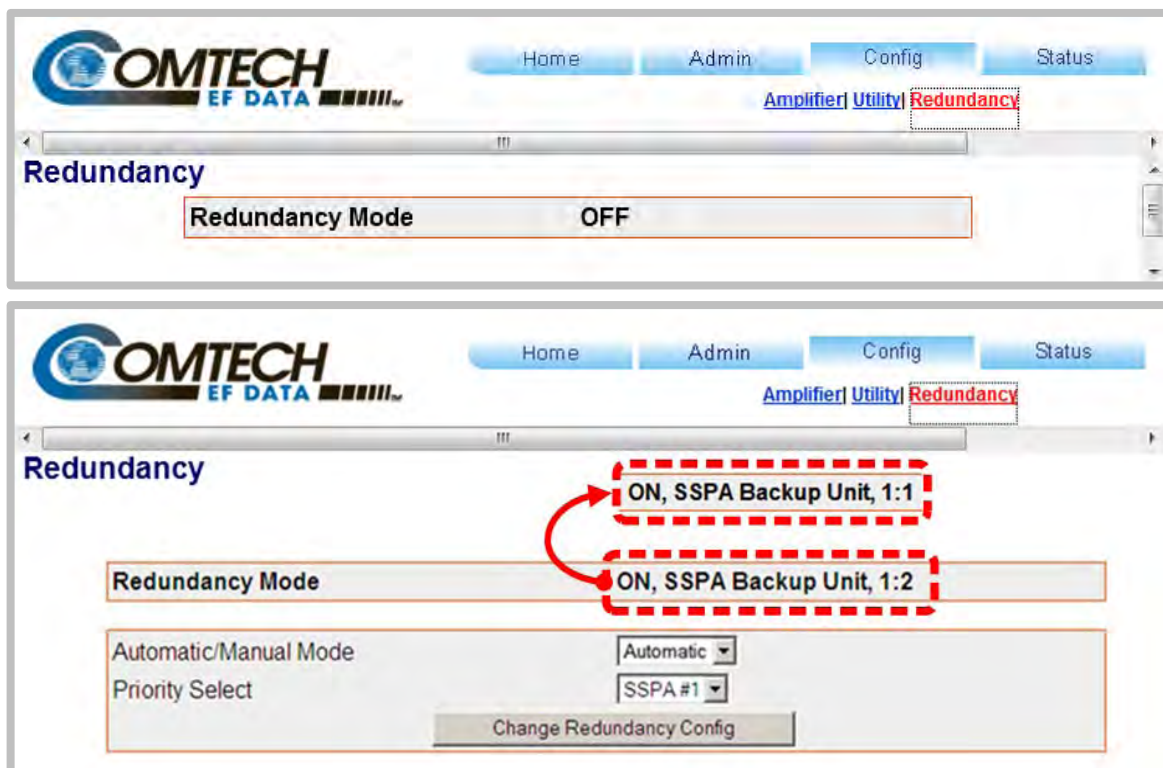 COMTECH
EF DATA
Home Admin Config Status
Amplifier| Utility| Redundancy
Redundancy
Redundancy Mode OFF
COMTECH
EF DATA
Home Admin Config Status
Amplifier| Utility| Redundancy
Redundancy
ON, SSPA Backup Unit, 1:1
Redundancy Mode ON, SSPA Backup Unit, 1:2
Automatic/Manual Mode Automatic
Priority Select SSPA #1
Change Redundancy Config